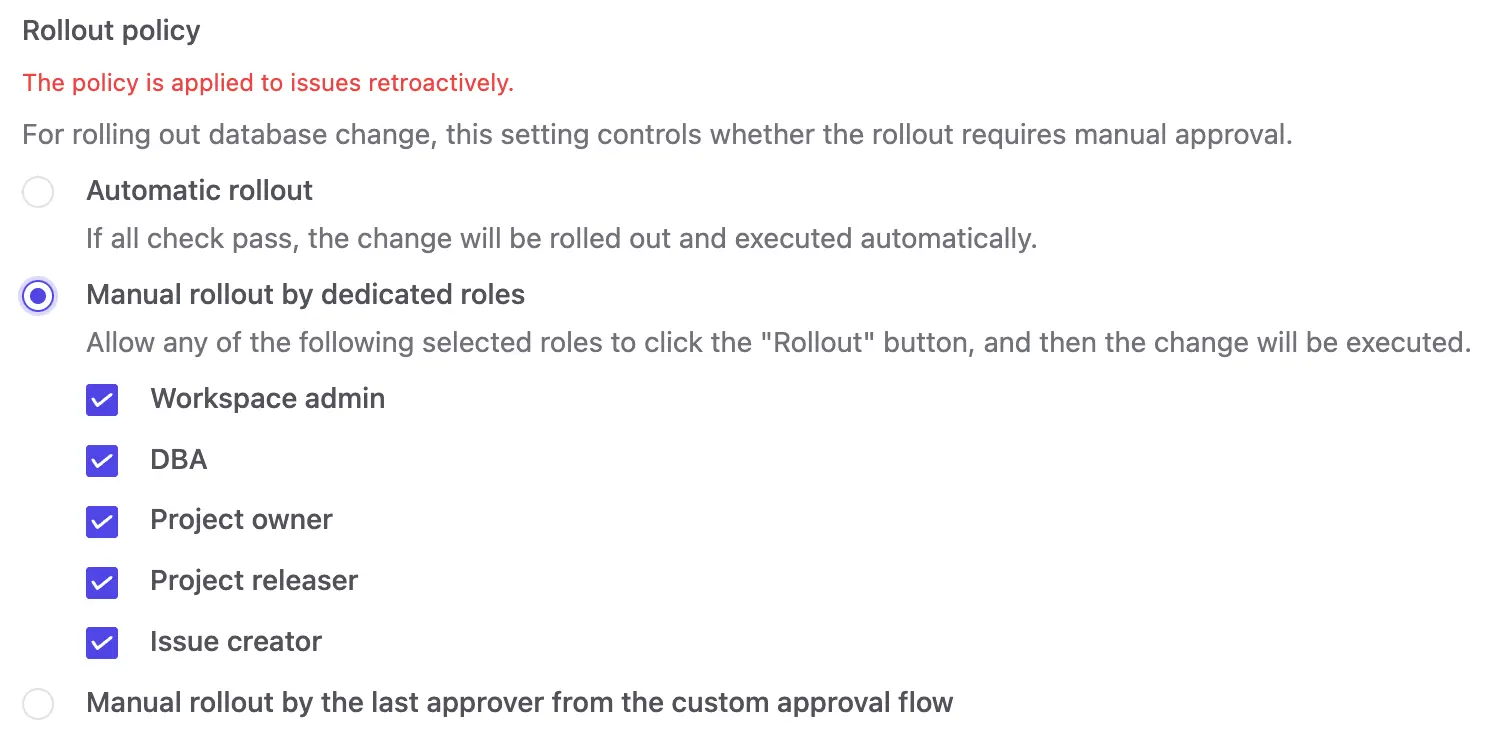 Rollout policy
The policy is applied to issues retroactively.
For rolling out database change, this setting controls whether the rollout requires manual approval.
Automatic rollout
If all check pass, the change will be rolled out and executed automatically.
Manual rollout by dedicated roles
Allow any of the following selected roles to click the "Rollout" button, and then the change will be executed.
Workspace admin
DBA
Project owner
Project releaser
Issue creator
Manual rollout by the last approver from the custom approval flow